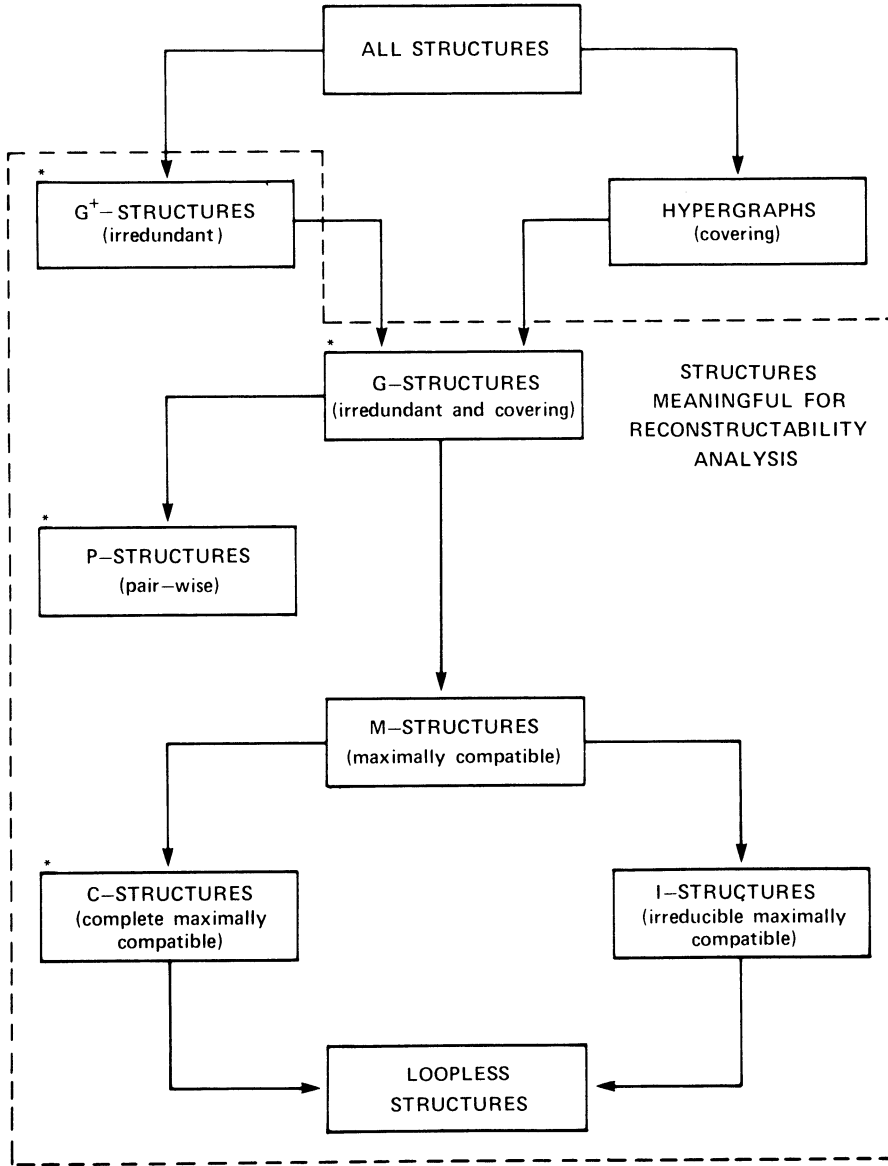 ALL STRUCTURES
*
G⁺–STRUCTURES
(irredundant)
HYPERGRAPHS
(covering)
*
G–STRUCTURES
(irredundant and covering)
STRUCTURES
MEANINGFUL FOR
RECONSTRUCTABILITY
ANALYSIS
*
P–STRUCTURES
(pair–wise)
M–STRUCTURES
(maximally compatible)
*
C–STRUCTURES
(complete maximally
compatible)
I–STRUCTURES
(irreducible maximally
compatible)
LOOPLESS
STRUCTURES